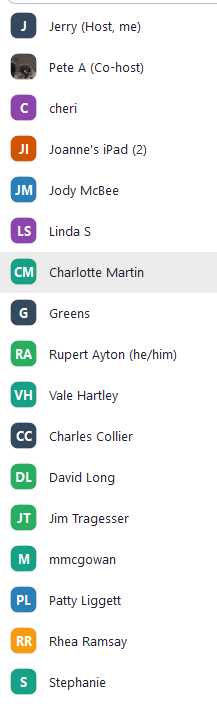 J Jerry (Host, me)
Pete A (Co-host)
C cheri
JI Joanne's iPad (2)
JM Jody McBee
LS Linda S
CM Charlotte Martin
G Greens
RA Rupert Ayton (he/him)
VH Vale Hartley
CC Charles Collier
DL David Long
JT Jim Tragesser
M mmcgowan
PL Patty Liggett
RR Rhea Ramsay
S Stephanie